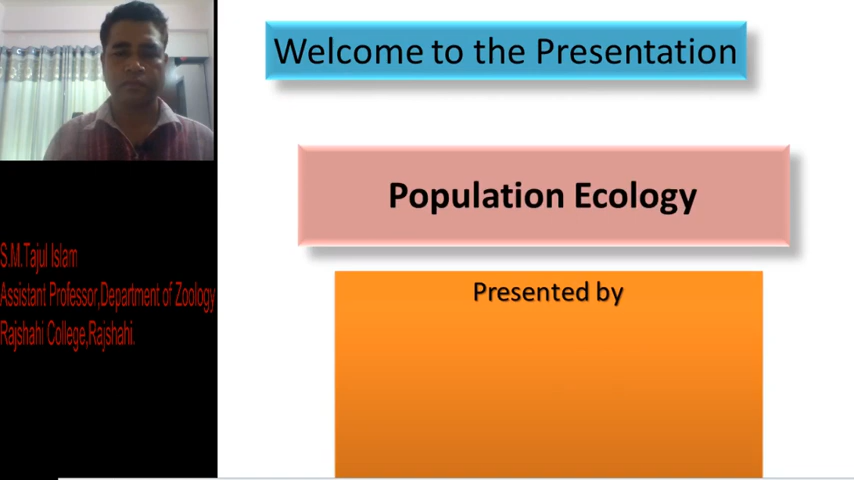 Welcome to the Presentation
Population Ecology
Presented by
S.M.Tajul Islam
Assistant Professor,Department of Zoology
Rajshahi College,Rajshahi.